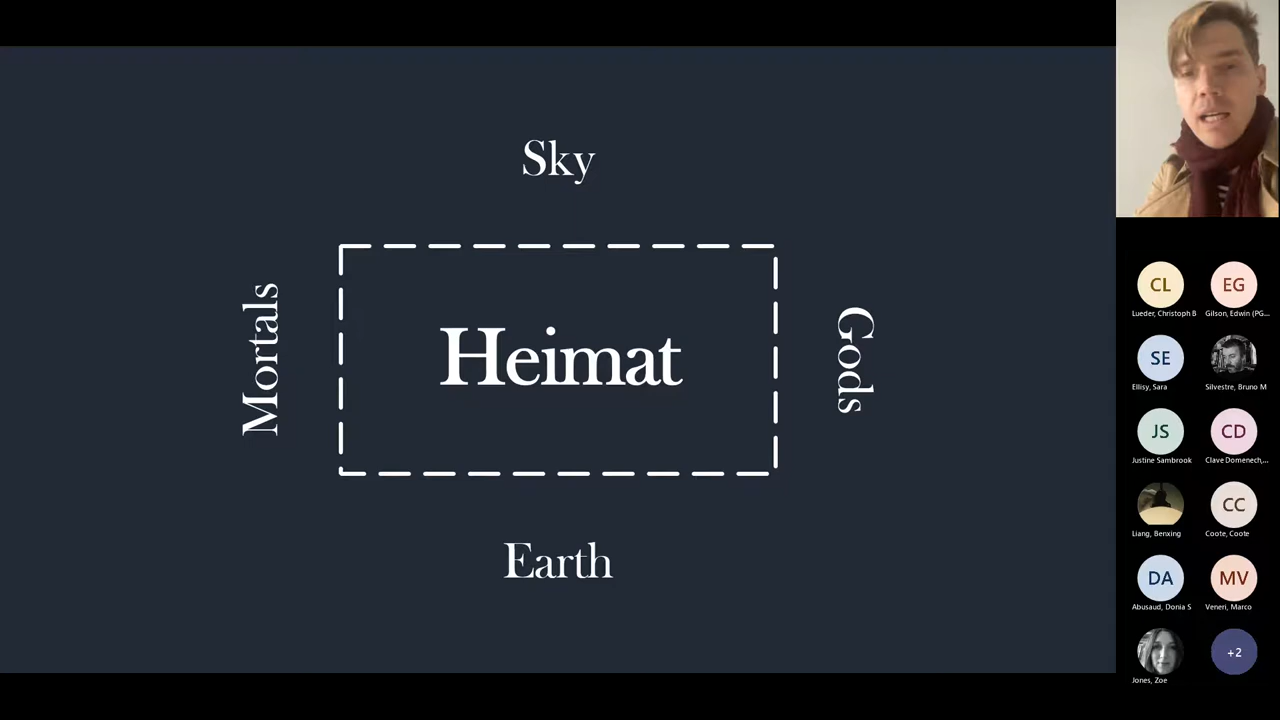 Sky
Mortals
Heimat
Gods
Earth
CL
EG
Lueder, Christoph B
Gilson, Edwin (PG...
SE
Ellisy, Sara
Silvestre, Bruno M
JS
CD
Justine Sambrook
Clave Domenech,...
CC
Liang, Benxing
Coote, Coote
DA
MV
Abusaud, Donia S
Veneri, Marco
+2
Jones, Zoe